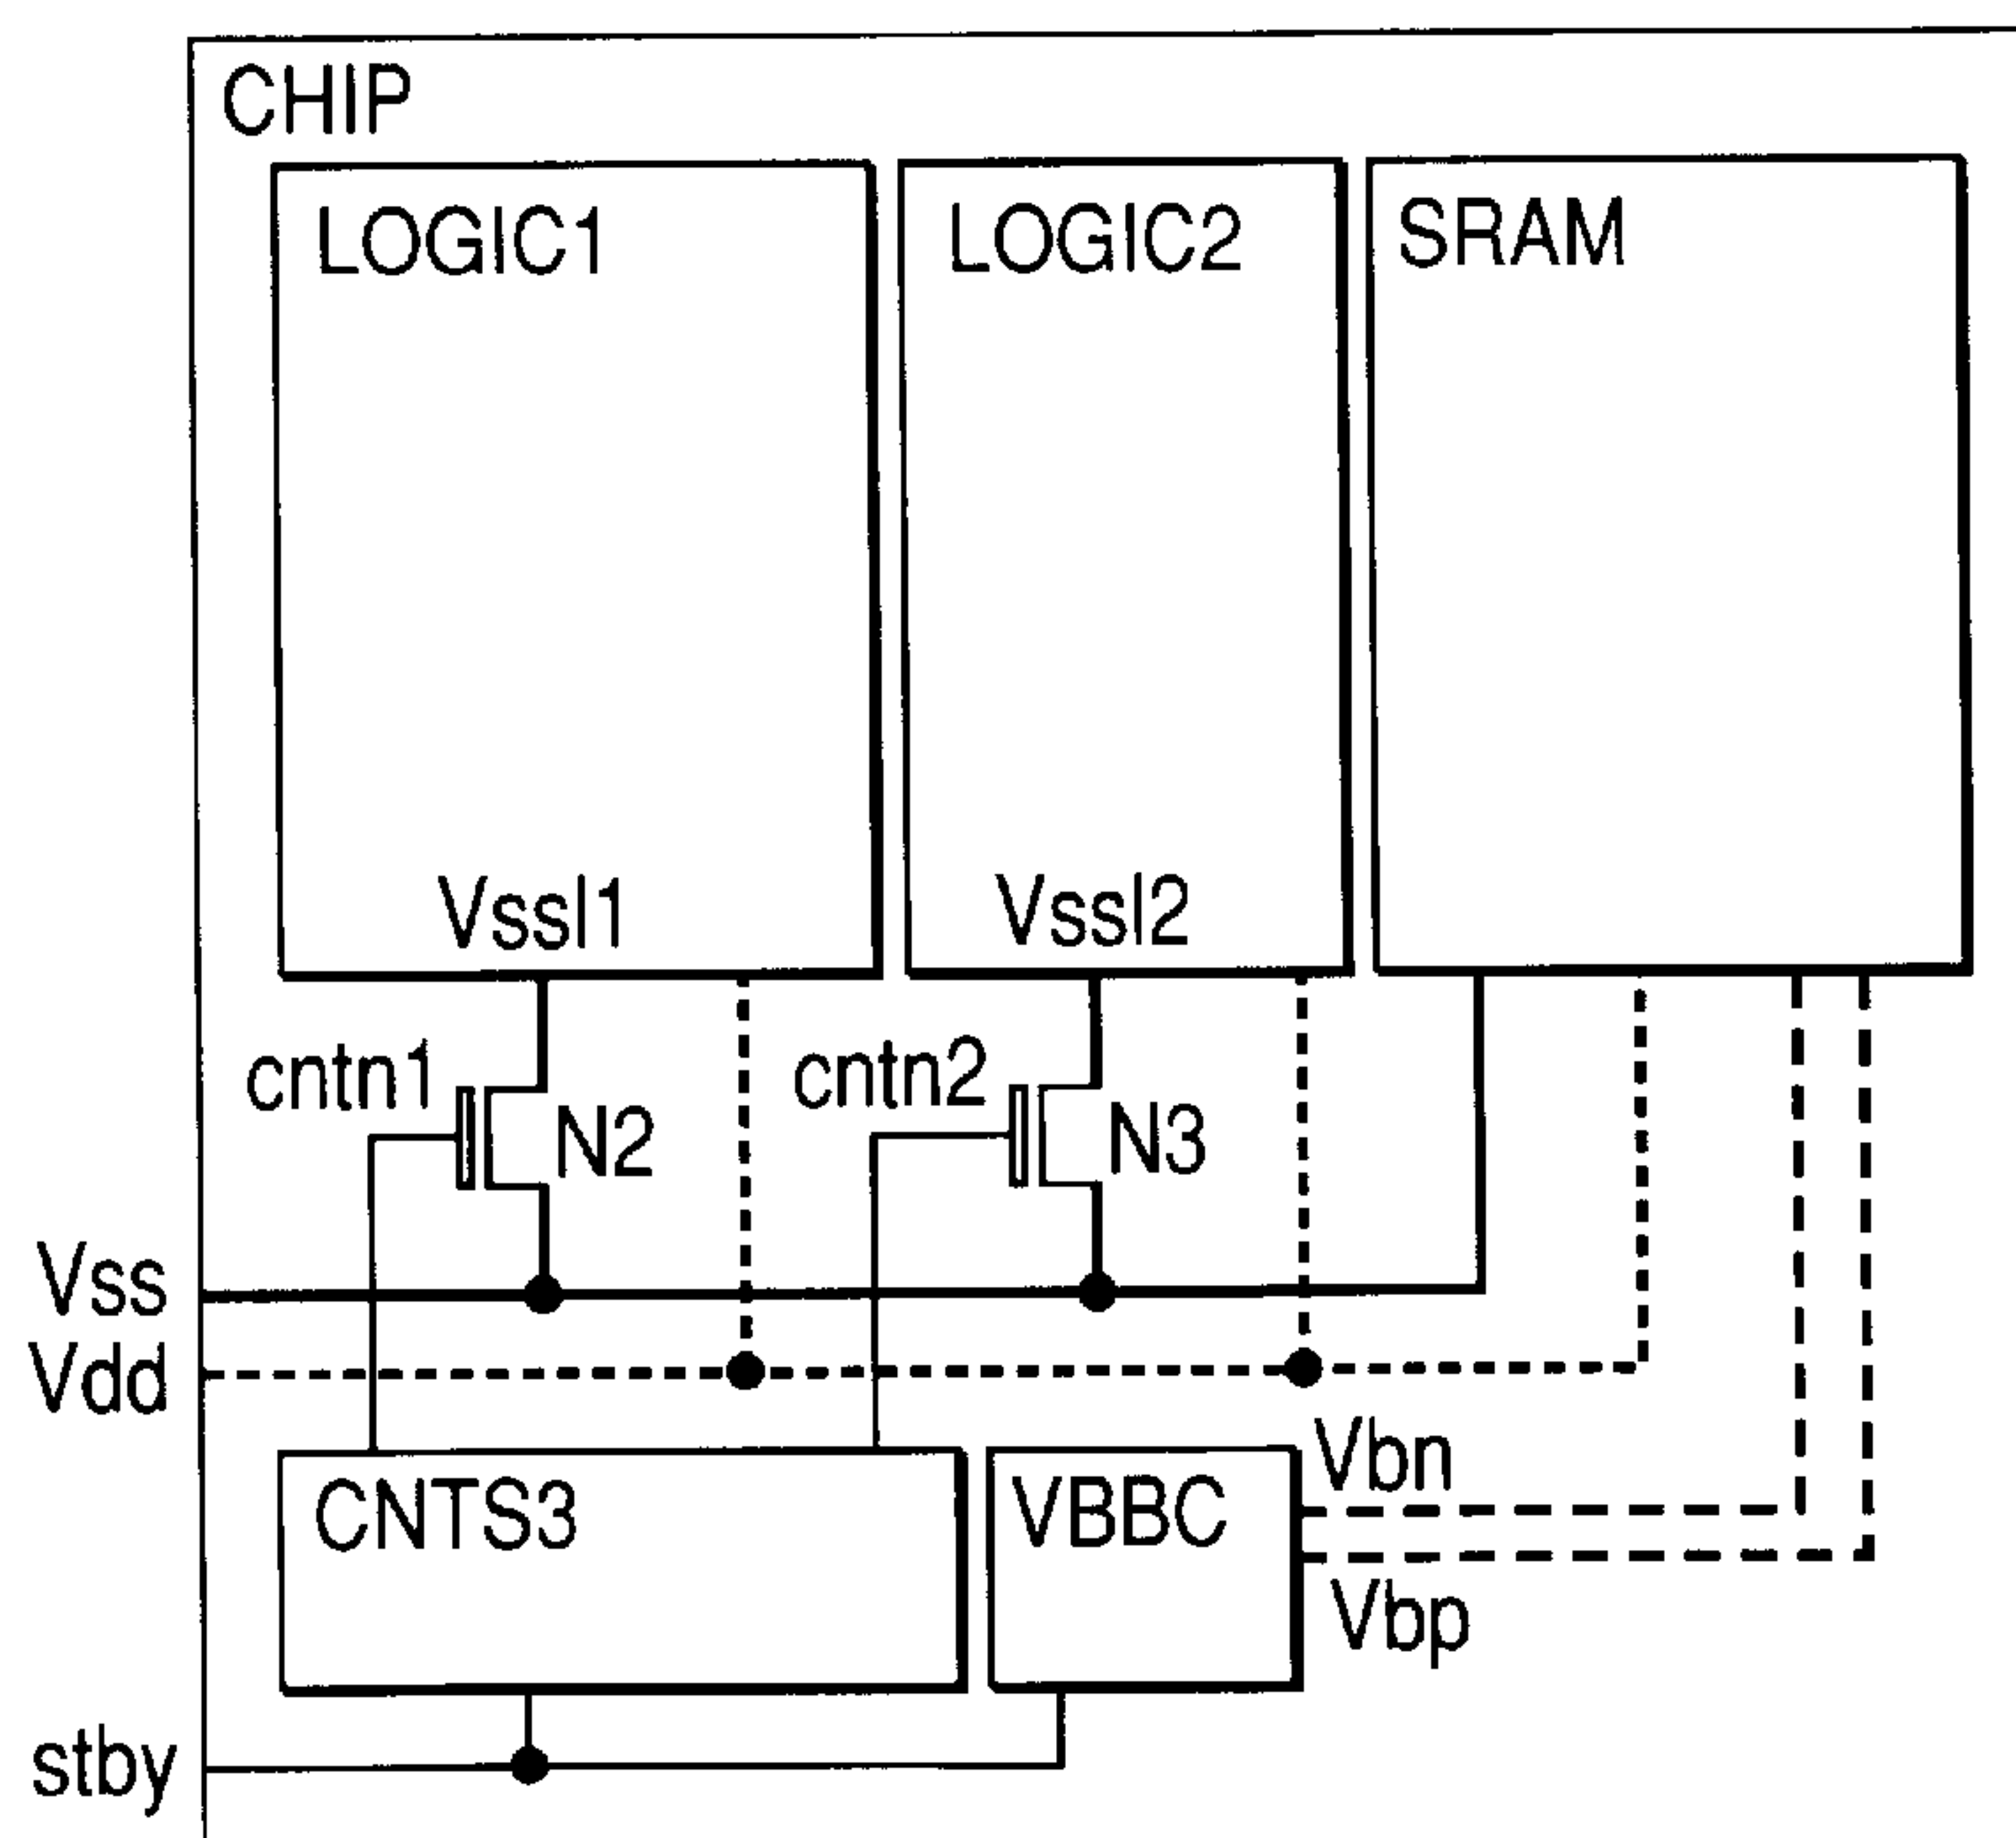 CHIP
LOGIC1
LOGIC2
SRAM
Vssl1
Vssl2
cntn1
N2
cntn2
N3
Vss
Vdd
CNTS3
VBBC
Vbn
Vbp
stby